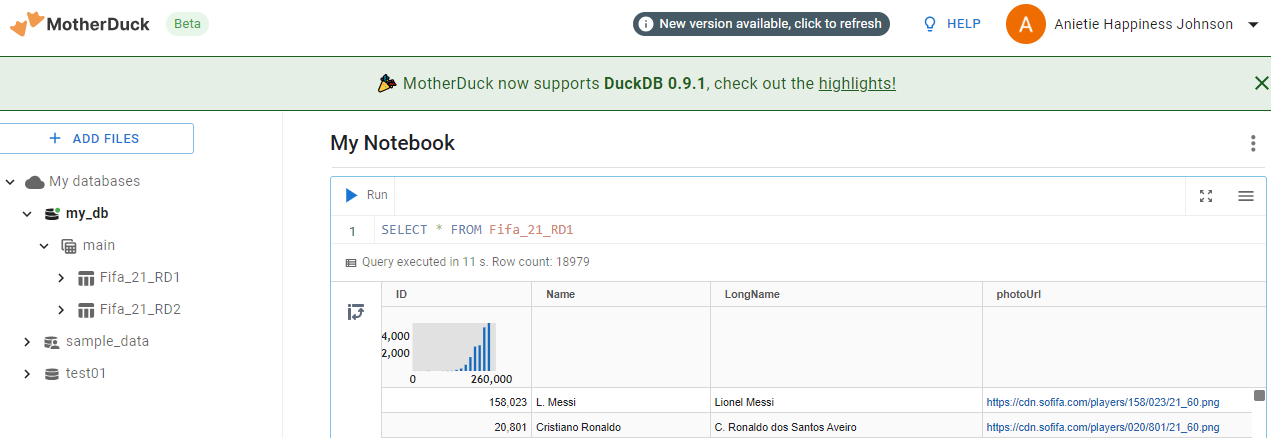 MotherDuck Beta
New version available, click to refresh
HELP
A
Anietie Happiness Johnson
MotherDuck now supports DuckDB 0.9.1, check out the highlights!
+ ADD FILES
My databases
my_db
main
Fifa_21_RD1
Fifa_21_RD2
sample_data
test01
My Notebook
Run
1 SELECT * FROM Fifa_21_RD1
Query executed in 11 s. Row count: 18979
ID Name LongName photoUrl
4,000
2,000
0 260,000
158,023 L. Messi Lionel Messi https://cdn.sofifa.com/players/158/023/21_60.png
20,801 Cristiano Ronaldo C. Ronaldo dos Santos Aveiro https://cdn.sofifa.com/players/020/801/21_60.png